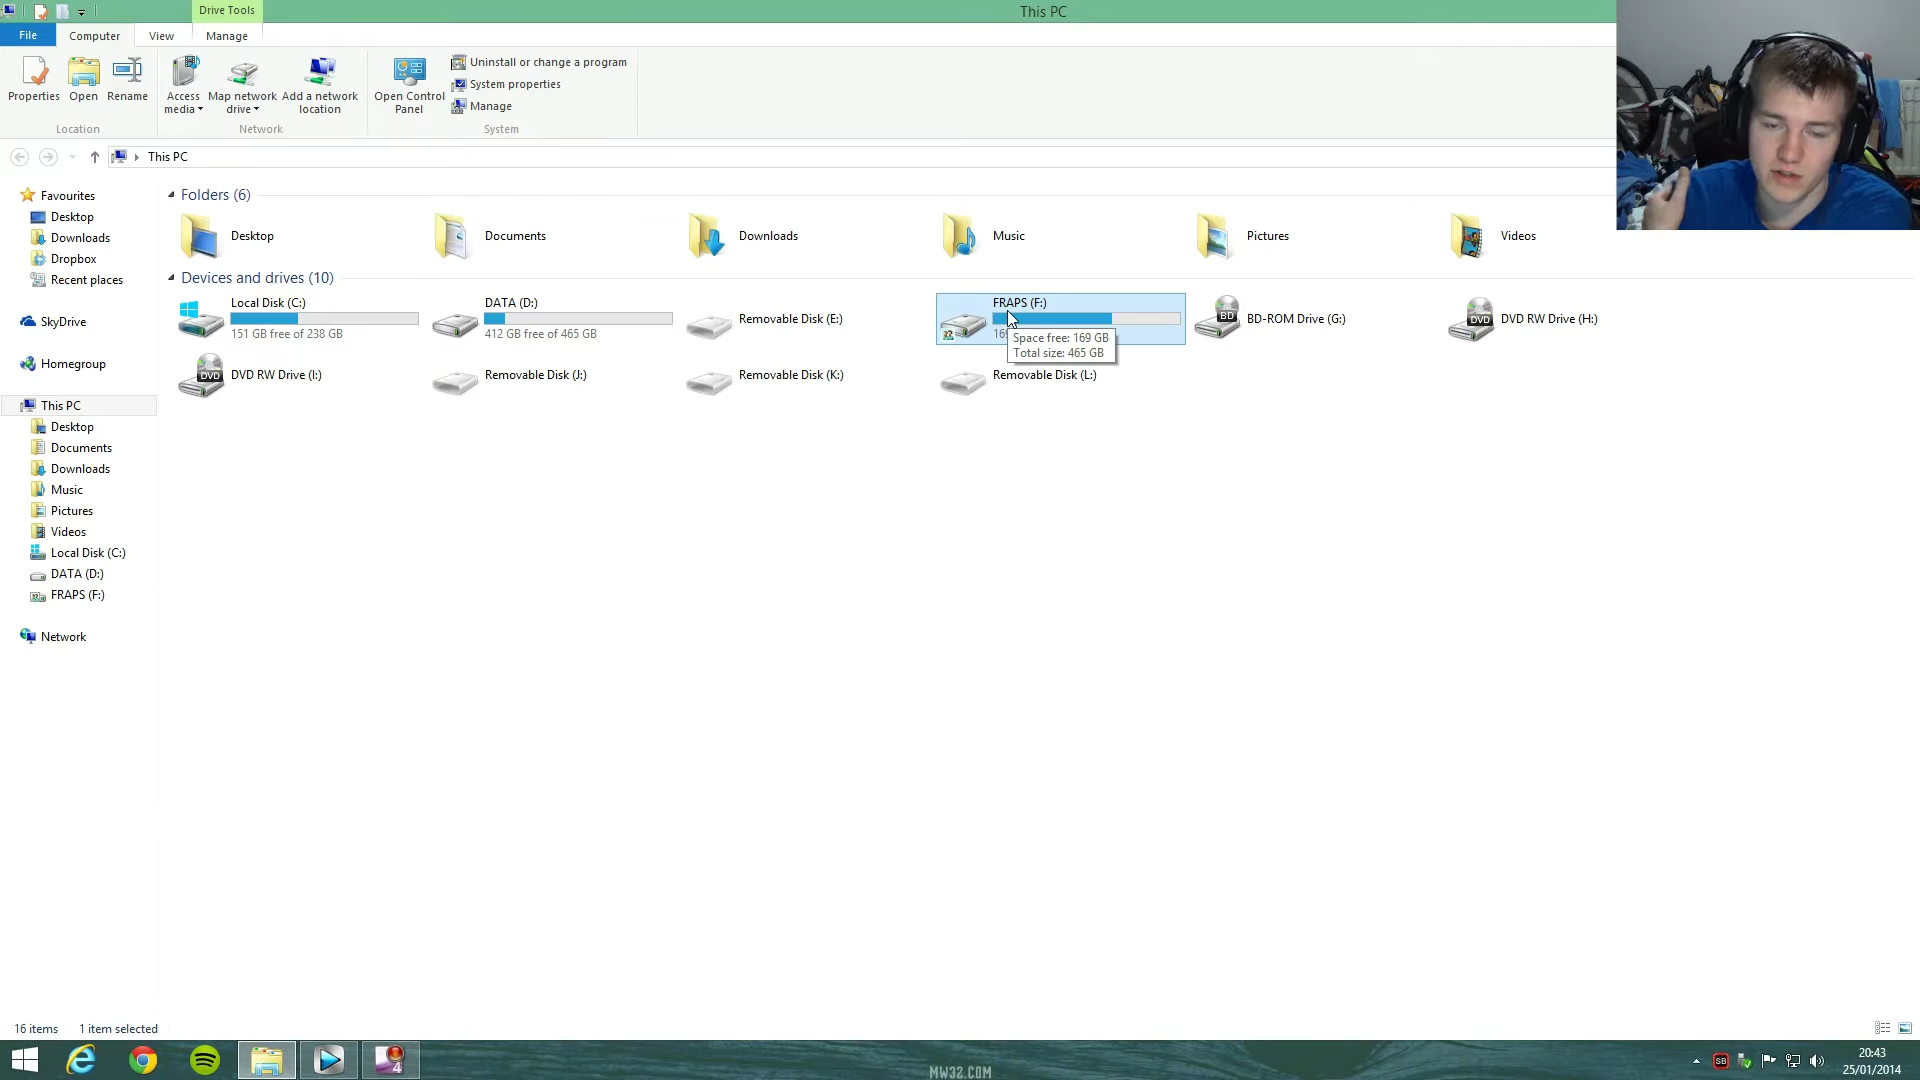 Drive Tools
This PC
File
Computer
View
Manage
Properties
Open
Rename
Location
Access media
Map network drive
Add a network location
Network
Open Control Panel
Uninstall or change a program
System properties
Manage
System
This PC
Favourites
Desktop
Downloads
Dropbox
Recent places
SkyDrive
Homegroup
This PC
Desktop
Documents
Downloads
Music
Pictures
Videos
Local Disk (C:)
DATA (D:)
FRAPS (F:)
Network
Folders (6)
Desktop
Documents
Downloads
Music
Pictures
Videos
Devices and drives (10)
Local Disk (C:)
151 GB free of 238 GB
DATA (D:)
412 GB free of 465 GB
Removable Disk (E:)
FRAPS (F:)
Space free: 169 GB
Total size: 465 GB
BD
BD-ROM Drive (G:)
DVD
DVD RW Drive (H:)
DVD
DVD RW Drive (I:)
Removable Disk (J:)
Removable Disk (K:)
Removable Disk (L:)
16 items
1 item selected
4
MW32.COM
SB
20:43
25/01/2014